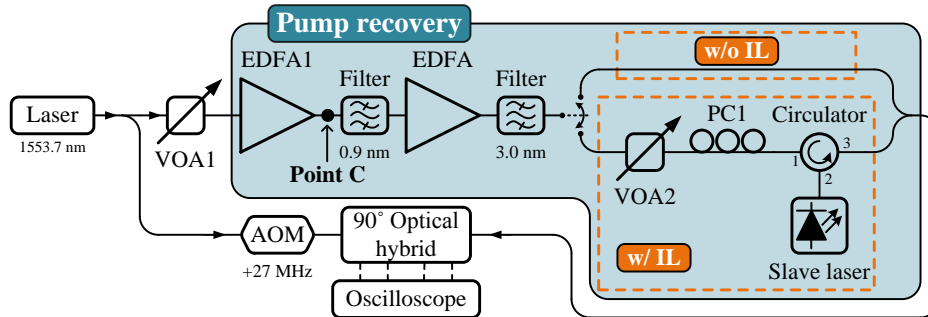 Pump recovery
w/o IL
EDFA1
Filter
EDFA
Filter
Laser
1553.7 nm
VOA1
0.9 nm
Point C
3.0 nm
PC1
Circulator
1
3
2
VOA2
w/ IL
Slave laser
AOM
+27 MHz
90° Optical
hybrid
Oscilloscope